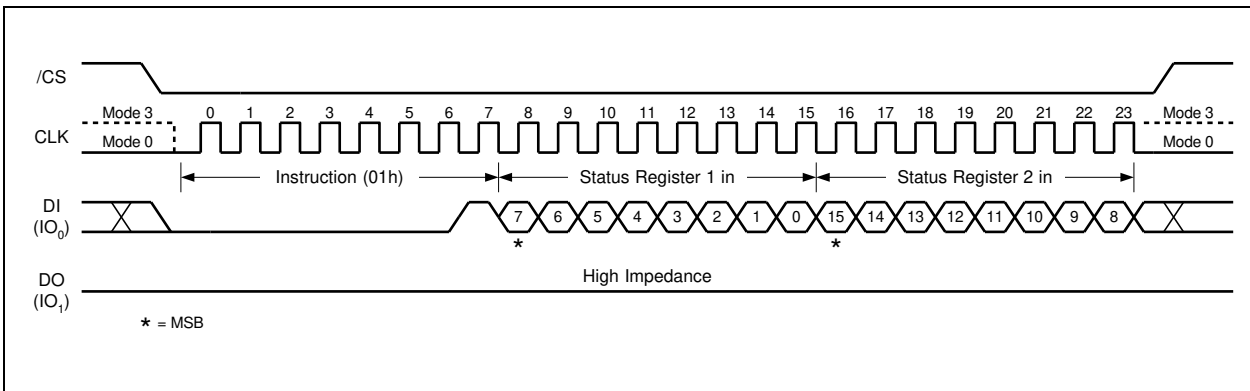 /CS
Mode 3 0 1 2 3 4 5 6 7 8 9 10 11 12 13 14 15 16 17 18 19 20 21 22 23 Mode 3
CLK
Mode 0 Mode 0
Instruction (01h) Status Register 1 in Status Register 2 in
DI
(IO0)
7 6 5 4 3 2 1 0 15 14 13 12 11 10 9 8
* *
High Impedance
DO
(IO1)
* = MSB